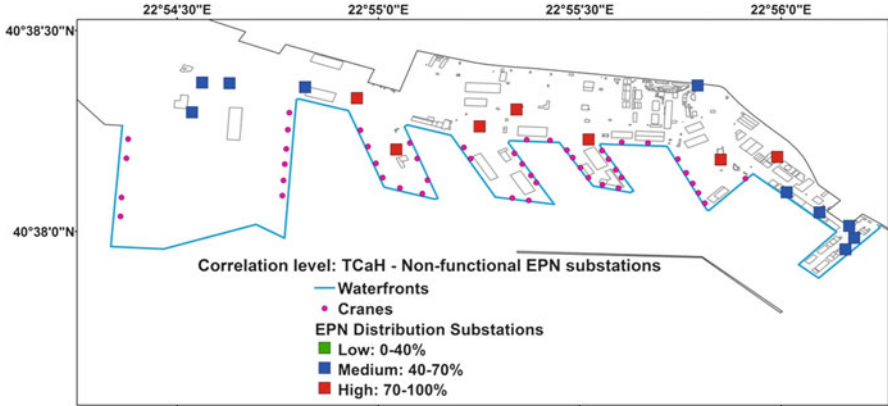 22°54'30"E 22°55'0"E 22°55'30"E 22°56'0"E
40°38'30"N
40°38'0"N
Correlation level: TCaH - Non-functional EPN substations
Waterfronts
Cranes
EPN Distribution Substations
Low: 0-40%
Medium: 40-70%
High: 70-100%